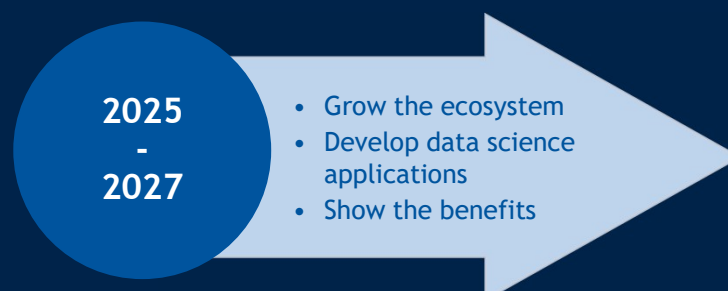 2025
-
2027
• Grow the ecosystem
• Develop data science
applications
• Show the benefits